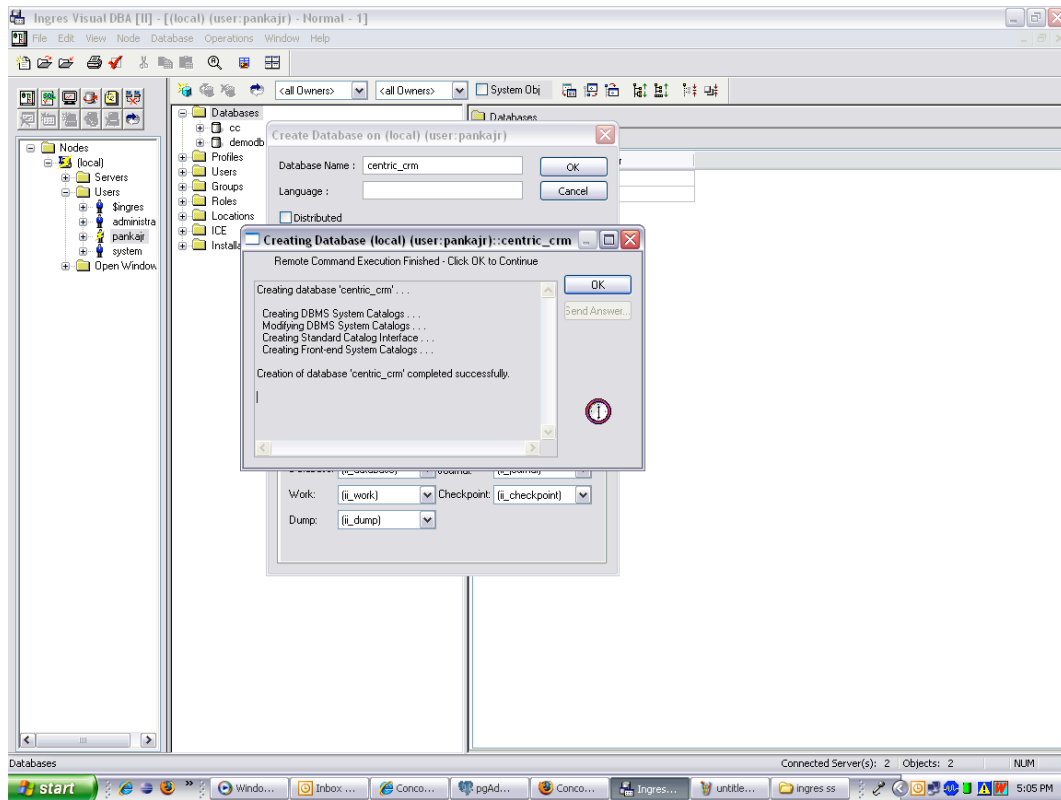 Ingres Visual DBA [II] - [(local) (user:pankajr) - Normal - 1]
File Edit View Node Database Operations Window Help
<all Owners> <all Owners> System Obj
Nodes
(local)
Servers
Users
$ingres
administra
pankajr
system
Open Window
Databases
cc
demodb
Profiles
Users
Groups
Roles
Locations
ICE
Installa
Databases
Create Database on (local) (user:pankajr)
Database Name : centric_crm
OK
Language :
Cancel
Distributed
Creating Database (local) (user:pankajr)::centric_crm
Remote Command Execution Finished - Click OK to Continue
OK
Send Answer...
Creating database 'centric_crm' . . .
Creating DBMS System Catalogs . . .
Modifying DBMS System Catalogs . . .
Creating Standard Catalog Interface . . .
Creating Front-end System Catalogs . . .
Creation of database 'centric_crm' completed successfully.
Work: (ii_work) Checkpoint: (ii_checkpoint)
Dump: (ii_dump)
Databases
Connected Server(s): 2 Objects: 2 NUM
start Windo... Inbox ... Conco... pgAd... Conco... Ingres... untitle... ingres ss 5:05 PM